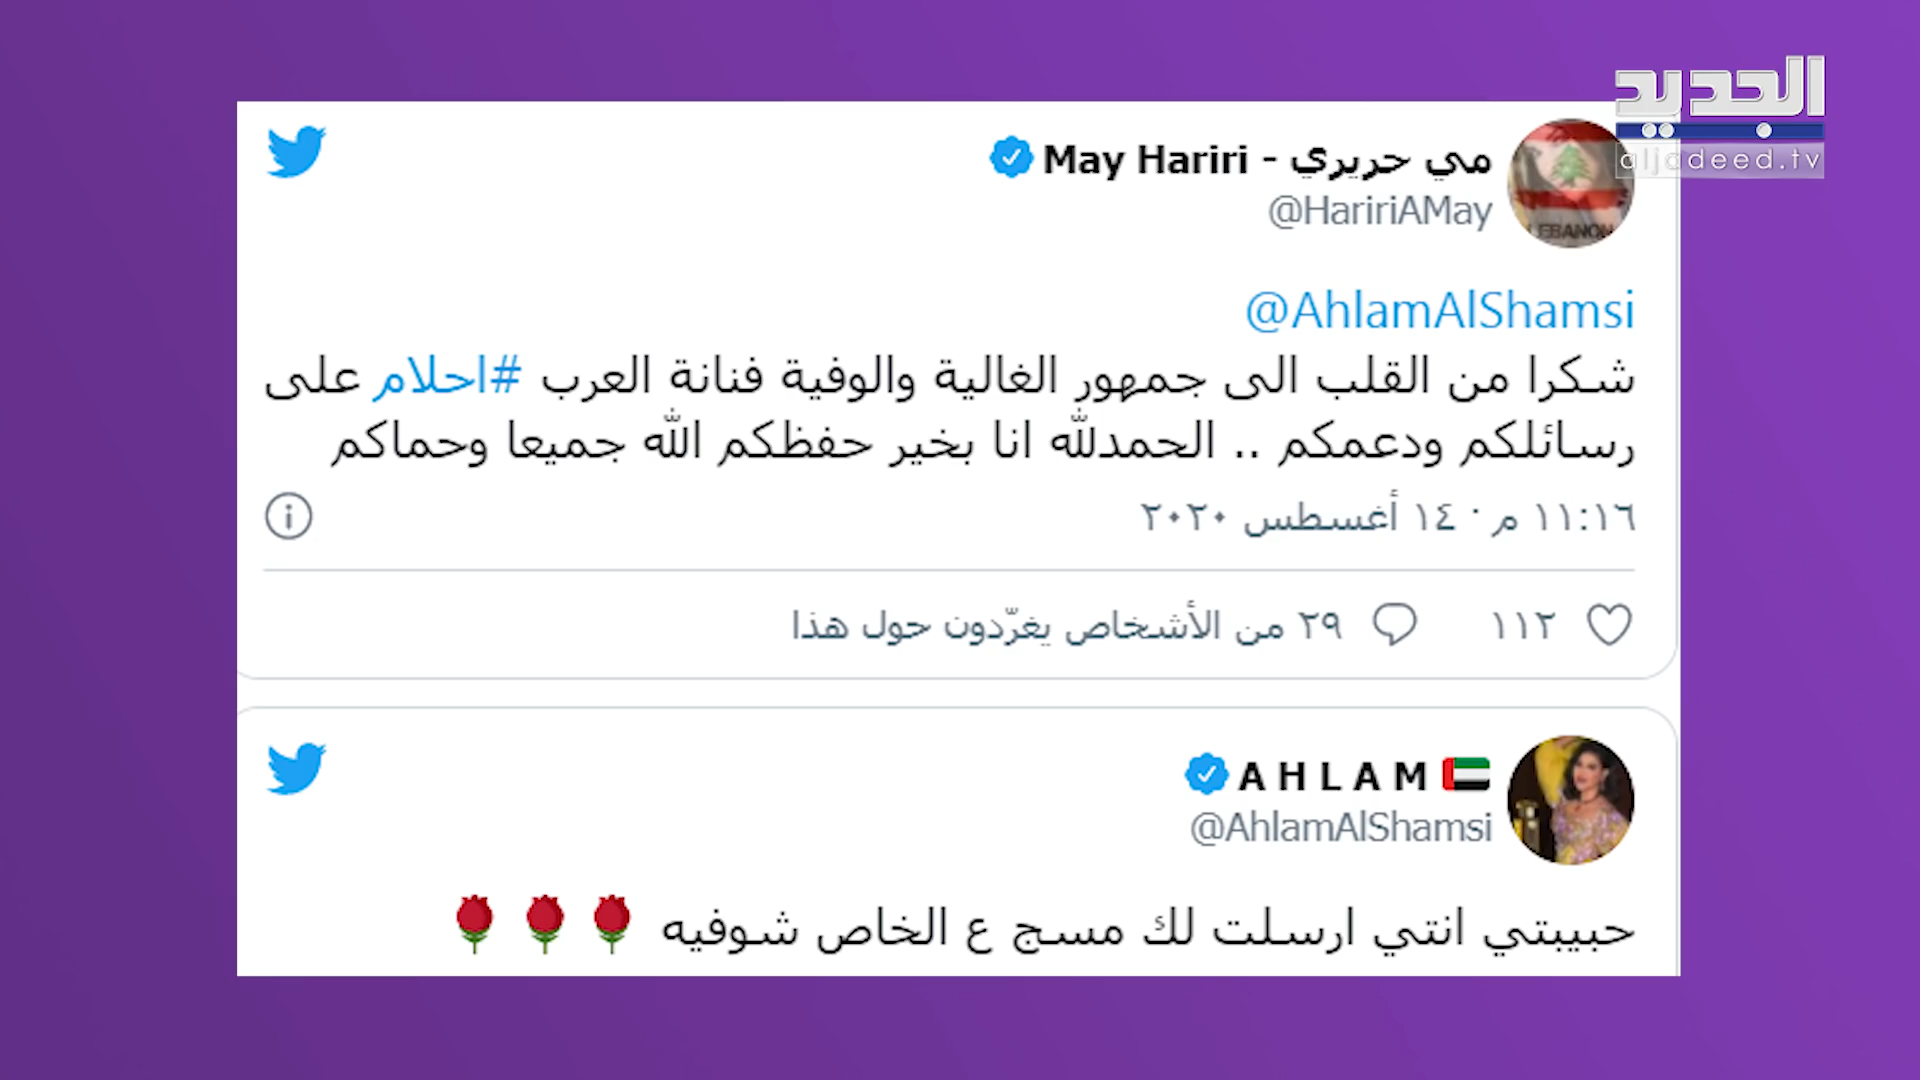 الجديد
aljadeed.tv
مي حريري - May Hariri
@HaririAMay
LEBANON
@AhlamAlShamsi
شكرا من القلب الى جمهور الغالية والوفية فنانة العرب #احلام على
رسائلكم ودعمكم .. الحمدلله انا بخير حفظكم الله جميعا وحماكم
١١:١٦ م · ١٤ أغسطس ٢٠٢٠
١١٢
٢٩ من الأشخاص يغرّدون حول هذا
🇦🇪 A H L A M
@AhlamAlShamsi
حبيبتي انتي ارسلت لك مسج ع الخاص شوفيه 🌹🌹🌹